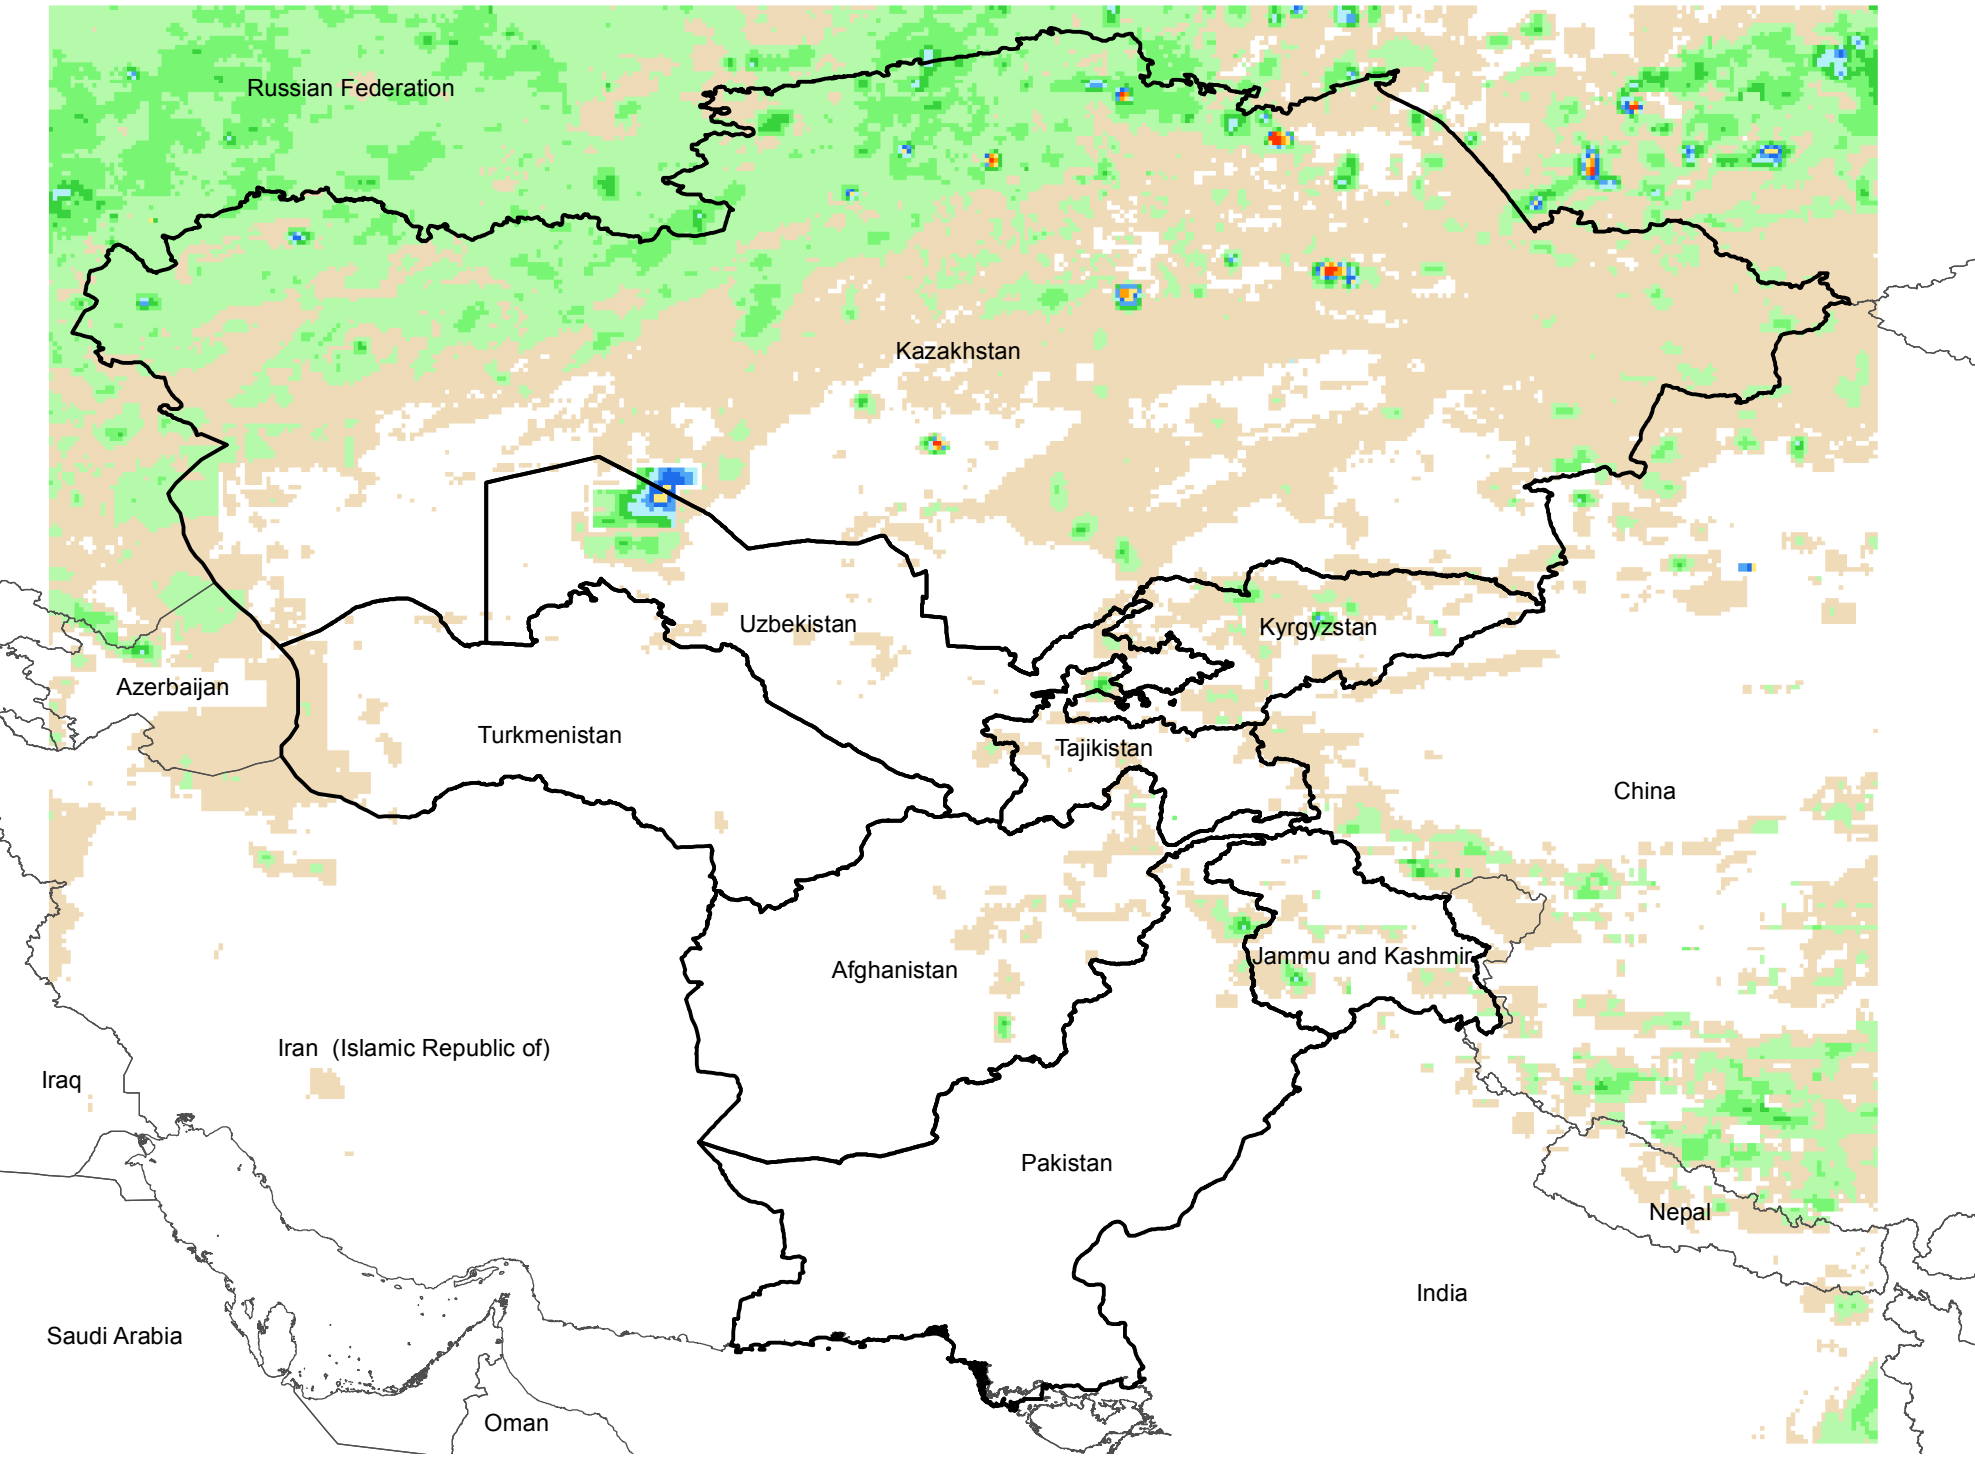 Russian Federation
Kazakhstan
Uzbekistan
Kyrgyzstan
Azerbaijan
Turkmenistan
Tajikistan
China
Afghanistan
Jammu and Kashmir
Iran (Islamic Republic of)
Iraq
Pakistan
Nepal
India
Saudi Arabia
Oman